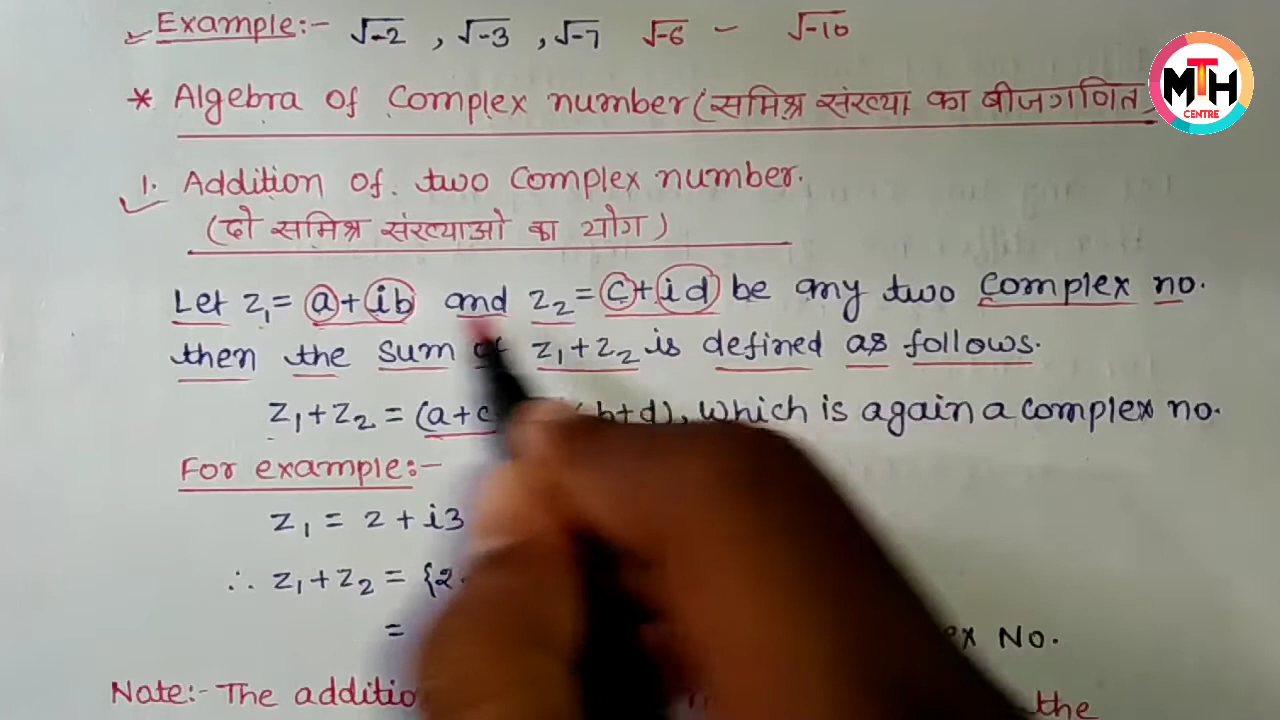 Example:- √-2 , √-3 , √-7 √-6 - √-10
* Algebra of Complex number (समिश्र संख्या का बीजगणित)
MTH
CENTRE
1. Addition of two Complex number.
(दो समिश्र संख्याओ का योग)
Let z₁ = a + ib and z₂ = c + id be any two complex no.
then the sum of z₁ + z₂ is defined as follows.
z₁ + z₂ = (a+c b+d), which is again a complex no.
For example:-
z₁ = 2 + i3
∴ z₁ + z₂ = {2
= No.
Note:- The the